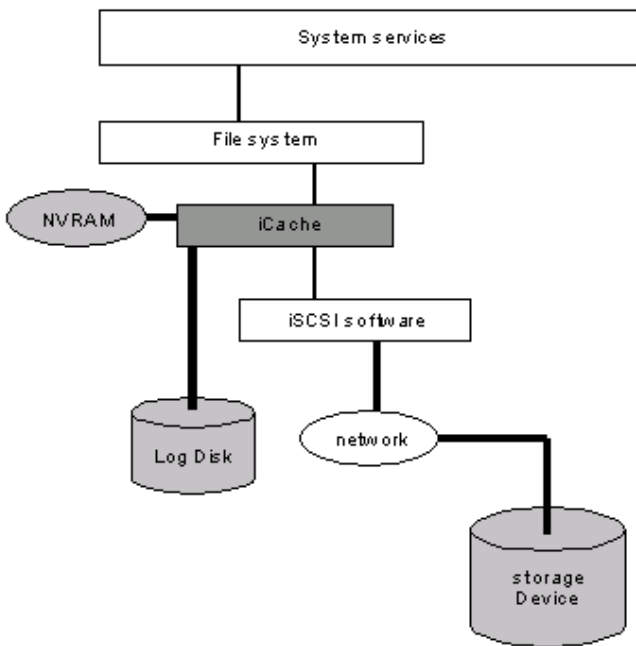 System services
File system
NVRAM
iCache
iSCSI software
network
Log Disk
storage
Device